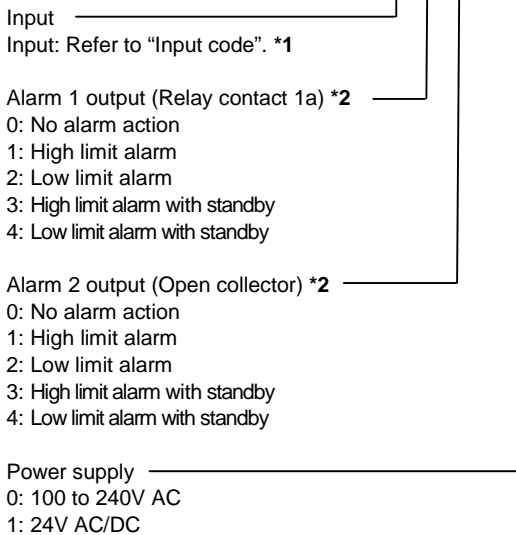 Input
Input: Refer to “Input code”. *1
Alarm 1 output (Relay contact 1a) *2
0: No alarm action
1: High limit alarm
2: Low limit alarm
3: High limit alarm with standby
4: Low limit alarm with standby
Alarm 2 output (Open collector) *2
0: No alarm action
1: High limit alarm
2: Low limit alarm
3: High limit alarm with standby
4: Low limit alarm with standby
Power supply
0: 100 to 240V AC
1: 24V AC/DC